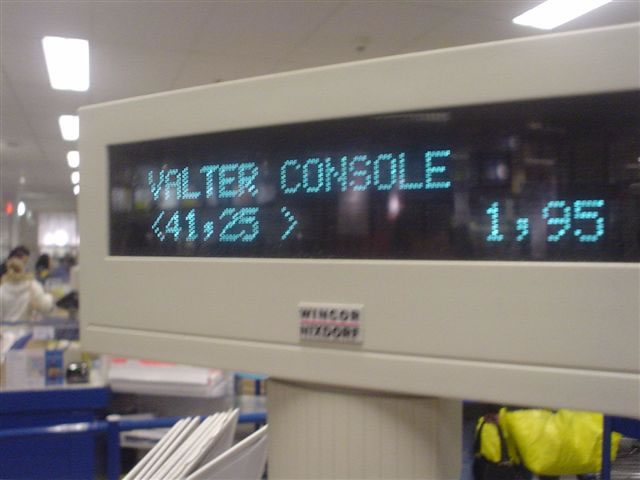 VALTER CONSOLE
<41,25 > 1,95
WINCOR
NIXDORF